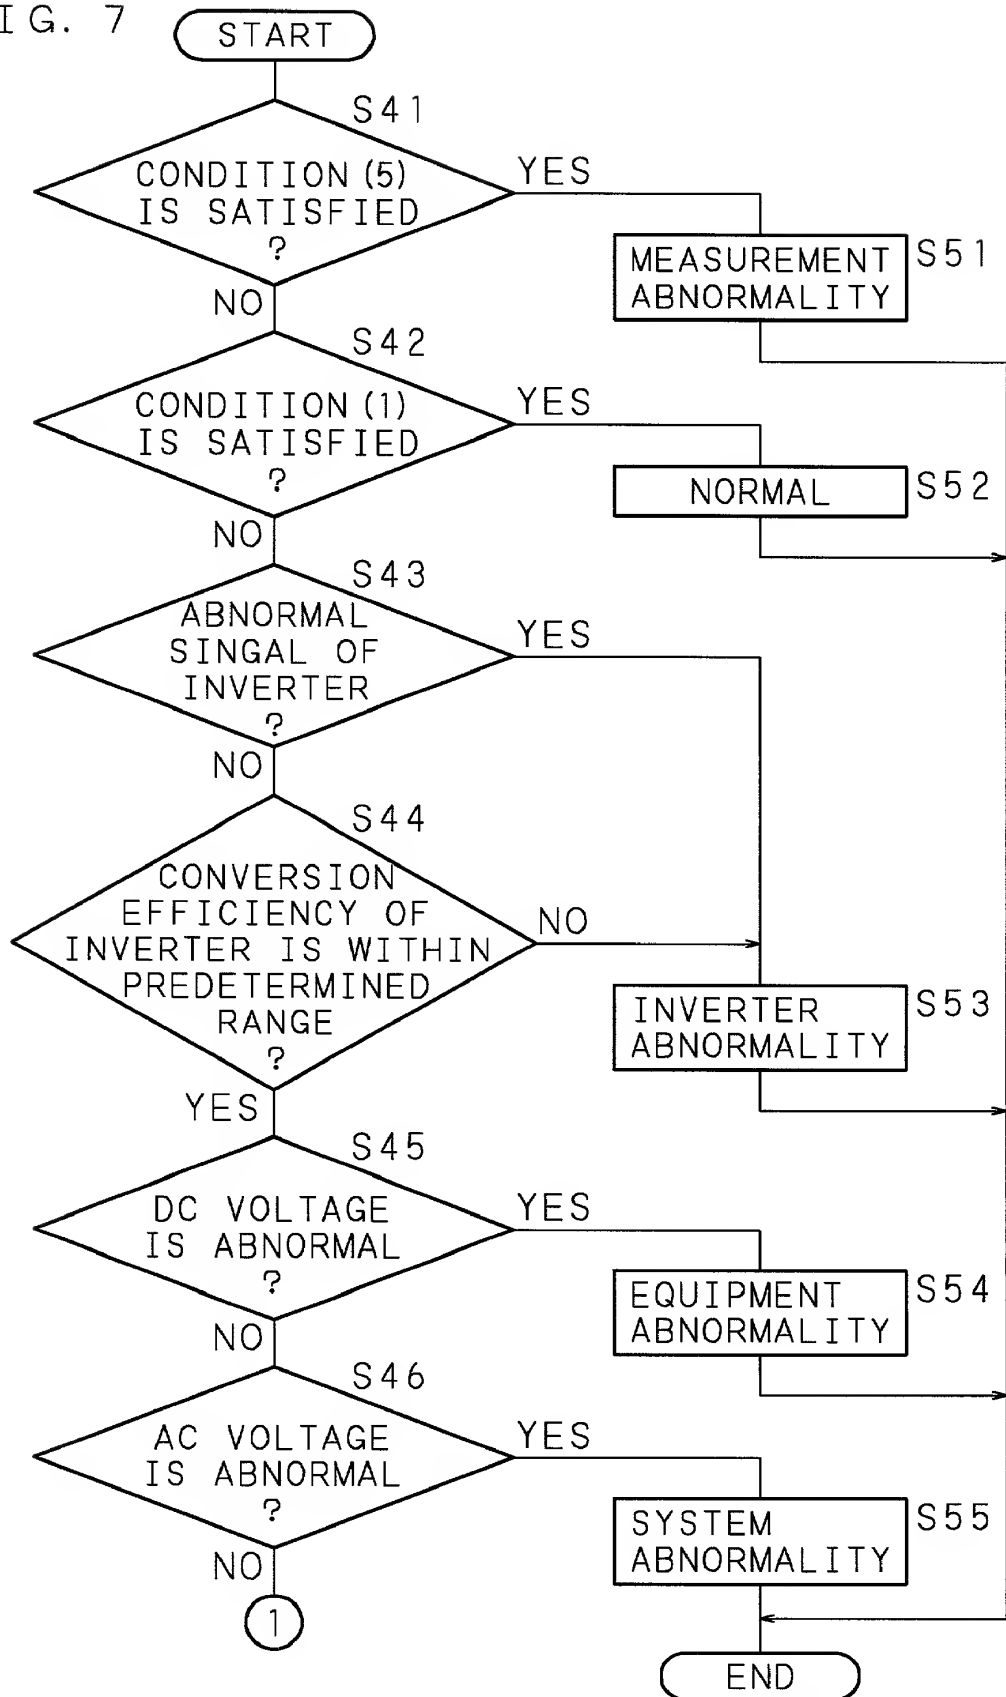 IG. 7
START
S41
CONDITION (5)
IS SATISFIED
?
YES
NO
MEASUREMENT
ABNORMALITY
S51
S42
CONDITION (1)
IS SATISFIED
?
YES
NO
NORMAL
S52
S43
ABNORMAL
SINGAL OF
INVERTER
?
YES
NO
S44
CONVERSION
EFFICIENCY OF
INVERTER IS WITHIN
PREDETERMINED
RANGE
?
NO
YES
INVERTER
ABNORMALITY
S53
S45
DC VOLTAGE
IS ABNORMAL
?
YES
NO
EQUIPMENT
ABNORMALITY
S54
S46
AC VOLTAGE
IS ABNORMAL
?
YES
NO
SYSTEM
ABNORMALITY
S55
1
END